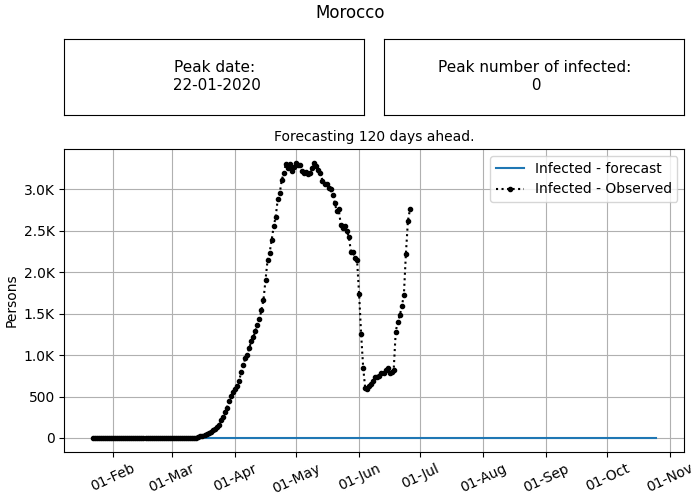 Morocco
Peak date:
22-01-2020
Peak number of infected:
0
Forecasting 120 days ahead.
Infected - forecast
Infected - Observed
3.0K
2.5K
2.0K
1.5K
1.0K
500
0
Persons
01-Feb
01-Mar
01-Apr
01-May
01-Jun
01-Jul
01-Aug
01-Sep
01-Oct
01-Nov